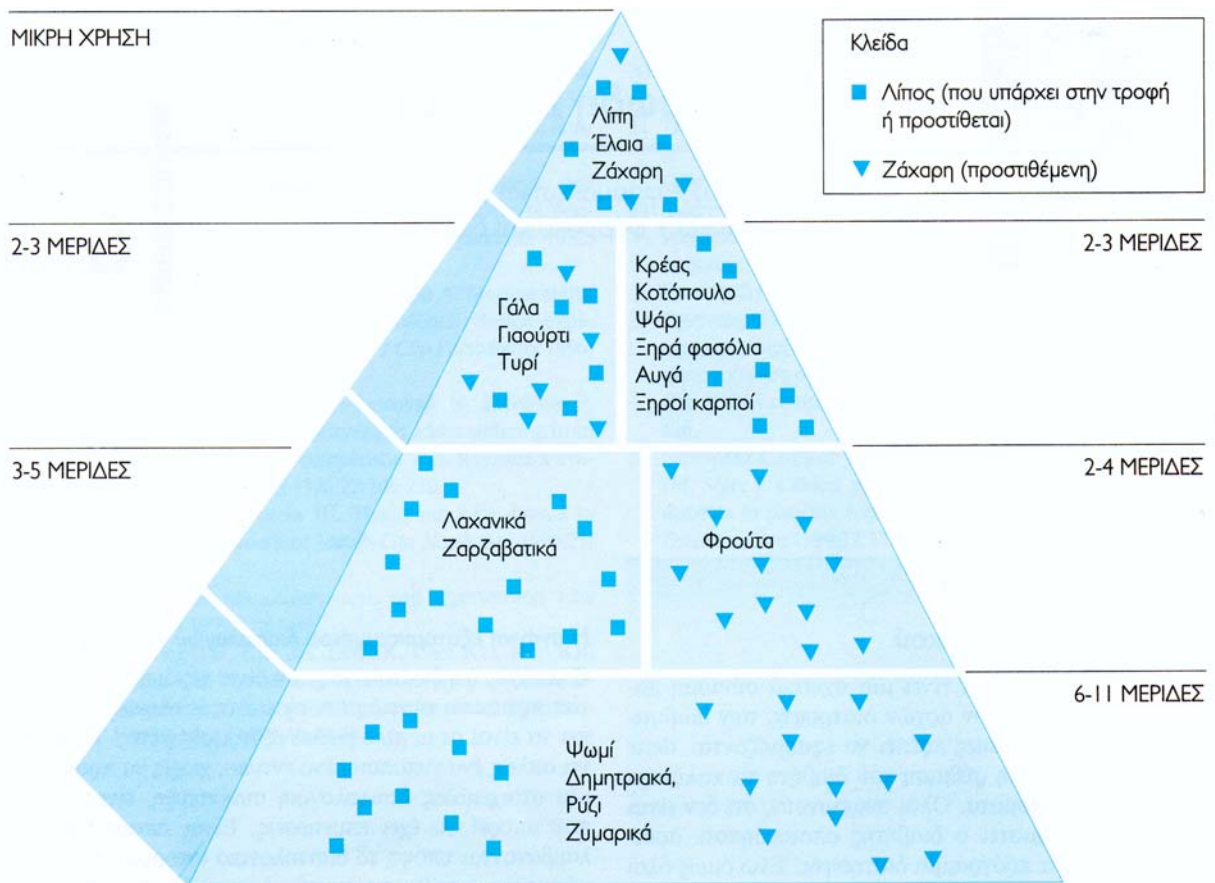 ΜΙΚΡΗ ΧΡΗΣΗ
Κλείδα
Λίπος (που υπάρχει στην τροφή
ή προστίθεται)
Ζάχαρη (προστιθέμενη)
Λίπη
Έλαια
Ζάχαρη
2-3 ΜΕΡΙΔΕΣ
2-3 ΜΕΡΙΔΕΣ
Γάλα
Γιαούρτι
Τυρί
Κρέας
Κοτόπουλο
Ψάρι
Ξηρά φασόλια
Αυγά
Ξηροί καρποί
3-5 ΜΕΡΙΔΕΣ
2-4 ΜΕΡΙΔΕΣ
Λαχανικά
Ζαρζαβατικά
Φρούτα
6-11 ΜΕΡΙΔΕΣ
Ψωμί
Δημητριακά,
Ρύζι
Ζυμαρικά